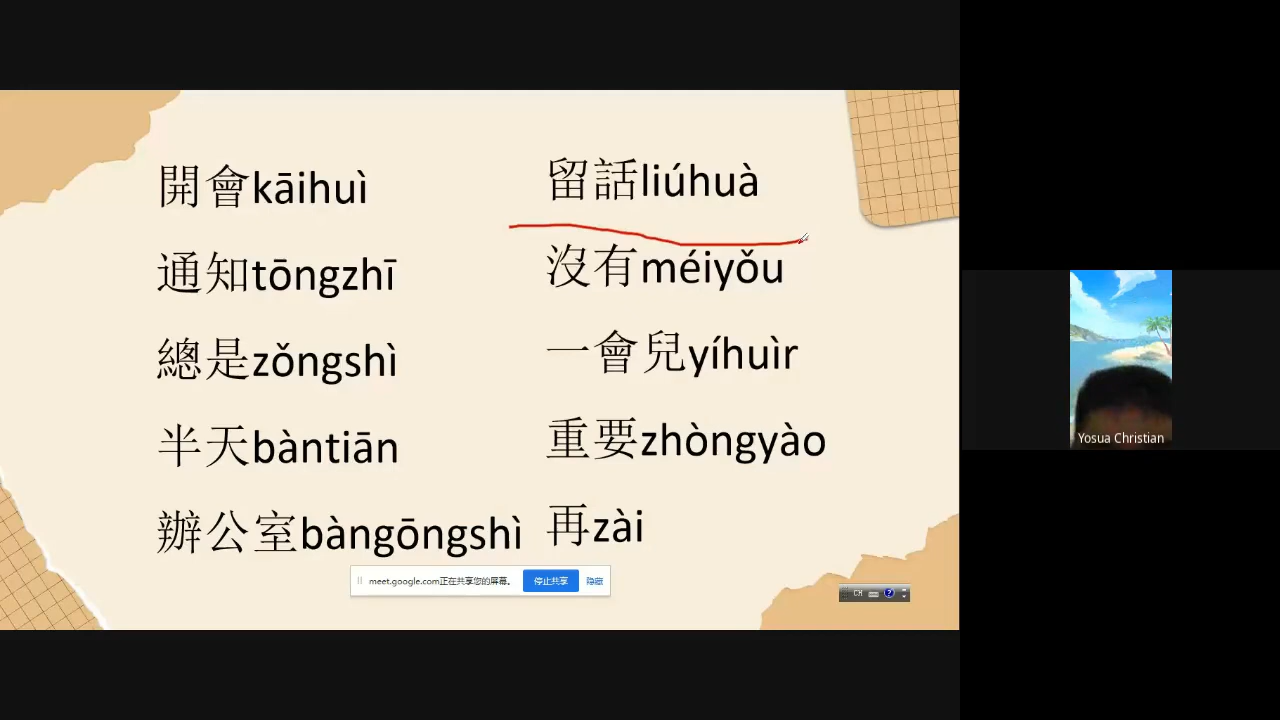 開會kāihuì
通知tōngzhī
總是zǒngshì
半天bàntiān
辦公室bàngōngshì
留話liúhuà
沒有méiyǒu
一會兒yíhuìr
重要zhòngyào
再zài
meet.google.com正在共享您的屏幕。 停止共享 隐藏
CH
Yosua Christian